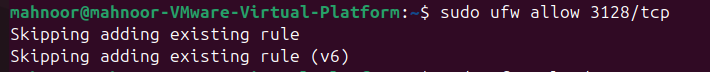 mahnoor@mahnoor-VMware-Virtual-Platform:~$ sudo ufw allow 3128/tcp
Skipping adding existing rule
Skipping adding existing rule (v6)